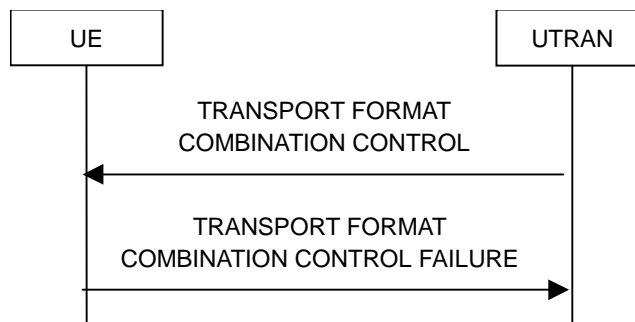 UE
UTRAN
TRANSPORT FORMAT
COMBINATION CONTROL
TRANSPORT FORMAT
COMBINATION CONTROL FAILURE